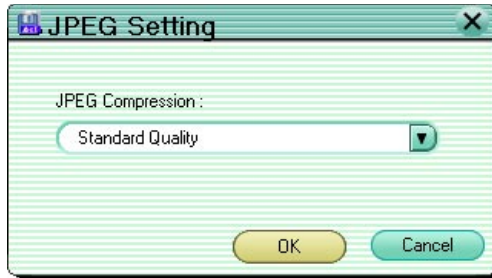 JPEG Setting
JPEG Compression :
Standard Quality
OK Cancel